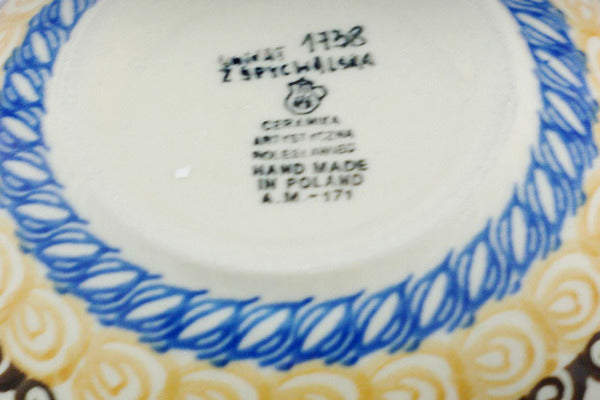 UNIKAT 1738
Z SPYCHALSKA
CERAMIKA
ARTYSTYCZNA
BOLESŁAWIEC
HAND MADE
IN POLAND
A.M.-171